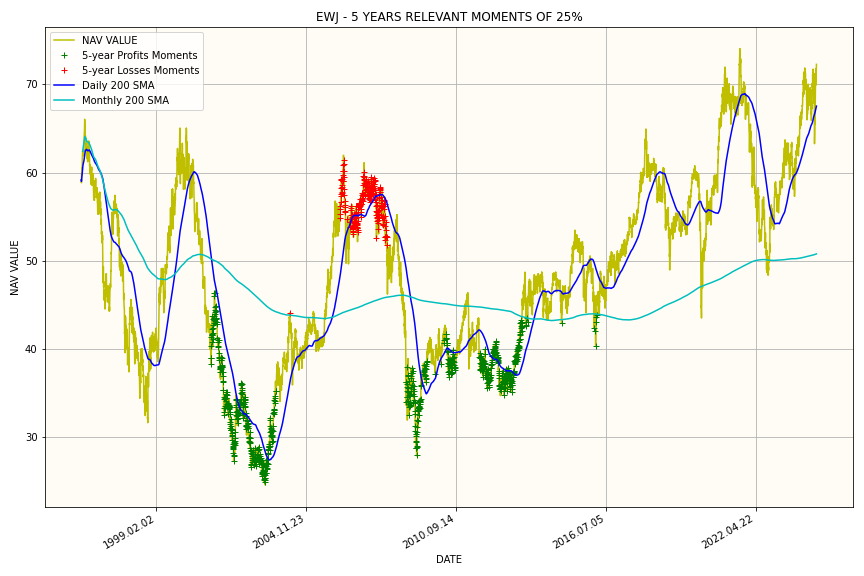 EWJ - 5 YEARS RELEVANT MOMENTS OF 25%
NAV VALUE
5-year Profits Moments
5-year Losses Moments
Daily 200 SMA
Monthly 200 SMA
NAV VALUE
70
60
50
40
30
1999.02.02
2004.11.23
2010.09.14
2016.07.05
2022.04.22
DATE